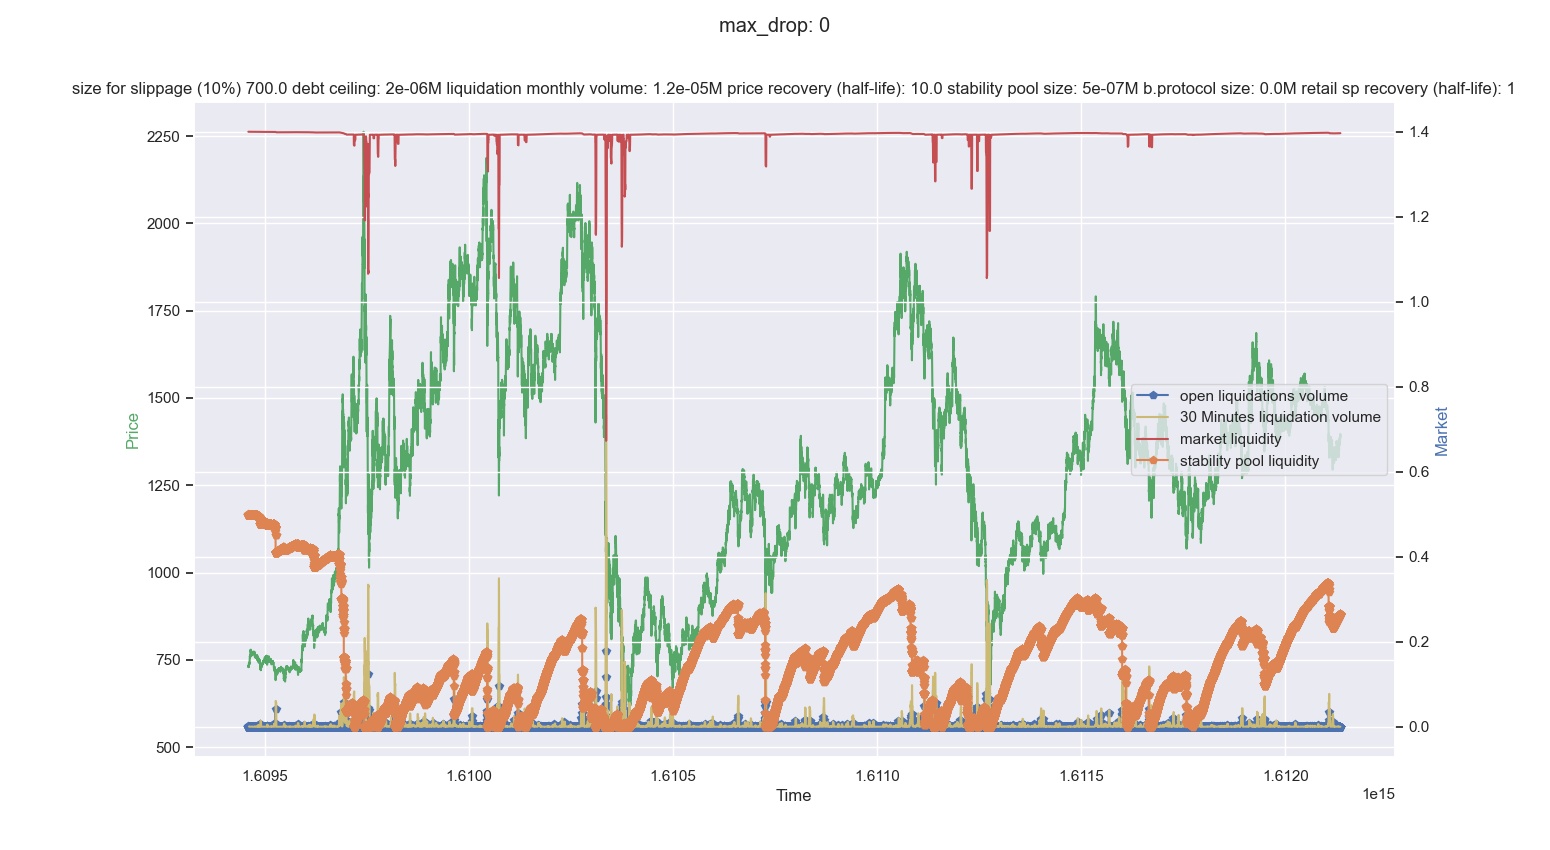 max_drop: 0
size for slippage (10%) 700.0 debt ceiling: 2e-06M liquidation monthly volume: 1.2e-05M price recovery (half-life): 10.0 stability pool size: 5e-07M b.protocol size: 0.0M retail sp recovery (half-life): 1
2250
2000
1750
1500
1250
1000
750
500
Price
1.4
1.2
1.0
0.8
0.6
0.4
0.2
0.0
Market
open liquidations volume
30 Minutes liquidation volume
market liquidity
stability pool liquidity
1.6095 1.6100 1.6105 1.6110 1.6115 1.6120
Time
1e15